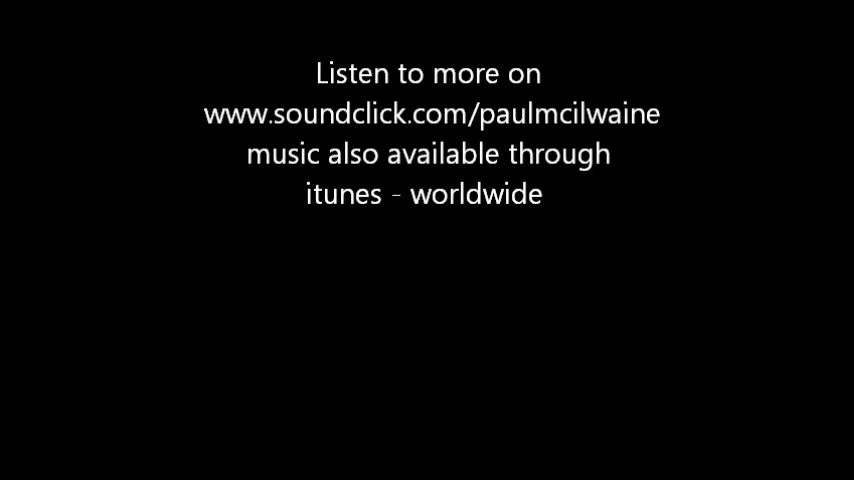 Listen to more on
www.soundclick.com/paulmcilwaine
music also available through
itunes - worldwide